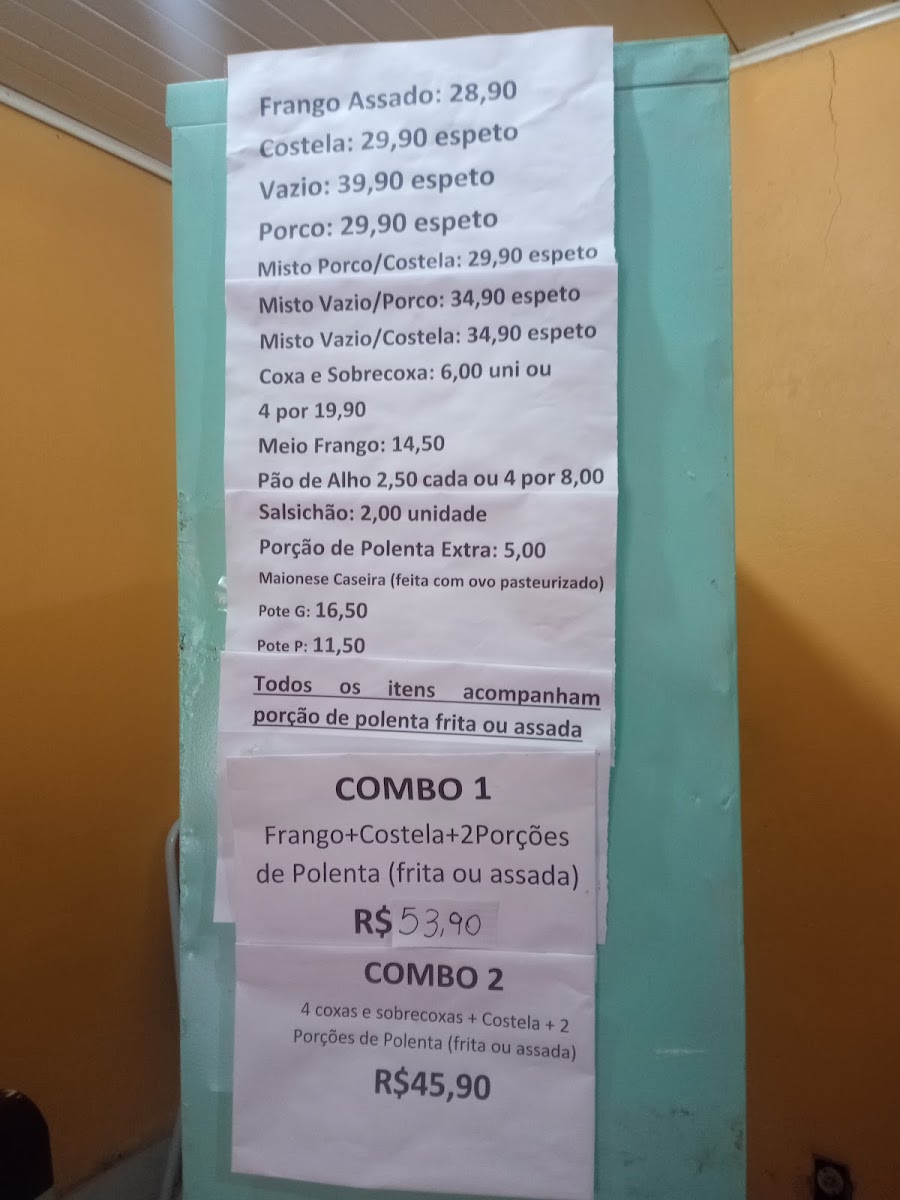 Frango Assado: 28,90
Costela: 29,90 espeto
Vazio: 39,90 espeto
Porco: 29,90 espeto
Misto Porco/Costela: 29,90 espeto
Misto Vazio/Porco: 34,90 espeto
Misto Vazio/Costela: 34,90 espeto
Coxa e Sobrecoxa: 6,00 uni ou
4 por 19,90
Meio Frango: 14,50
Pão de Alho 2,50 cada ou 4 por 8,00
Salsichão: 2,00 unidade
Porção de Polenta Extra: 5,00
Maionese Caseira (feita com ovo pasteurizado)
Pote G: 16,50
Pote P: 11,50
Todos os itens acompanham
porção de polenta frita ou assada
COMBO 1
Frango+Costela+2Porções
de Polenta (frita ou assada)
R$ 53,90
COMBO 2
4 coxas e sobrecoxas + Costela + 2
Porções de Polenta (frita ou assada)
R$45,90